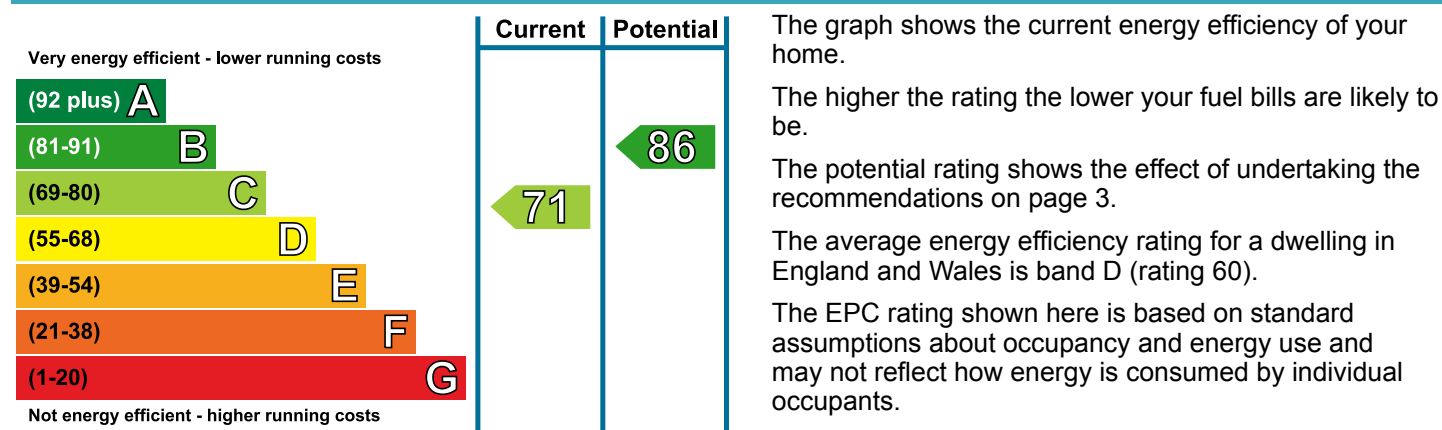 Current Potential
Very energy efficient - lower running costs
(92 plus) A
(81-91) B
86
(69-80) C
71
(55-68) D
(39-54) E
(21-38) F
(1-20) G
Not energy efficient - higher running costs
The graph shows the current energy efficiency of your
home.
The higher the rating the lower your fuel bills are likely to
be.
The potential rating shows the effect of undertaking the
recommendations on page 3.
The average energy efficiency rating for a dwelling in
England and Wales is band D (rating 60).
The EPC rating shown here is based on standard
assumptions about occupancy and energy use and
may not reflect how energy is consumed by individual
occupants.